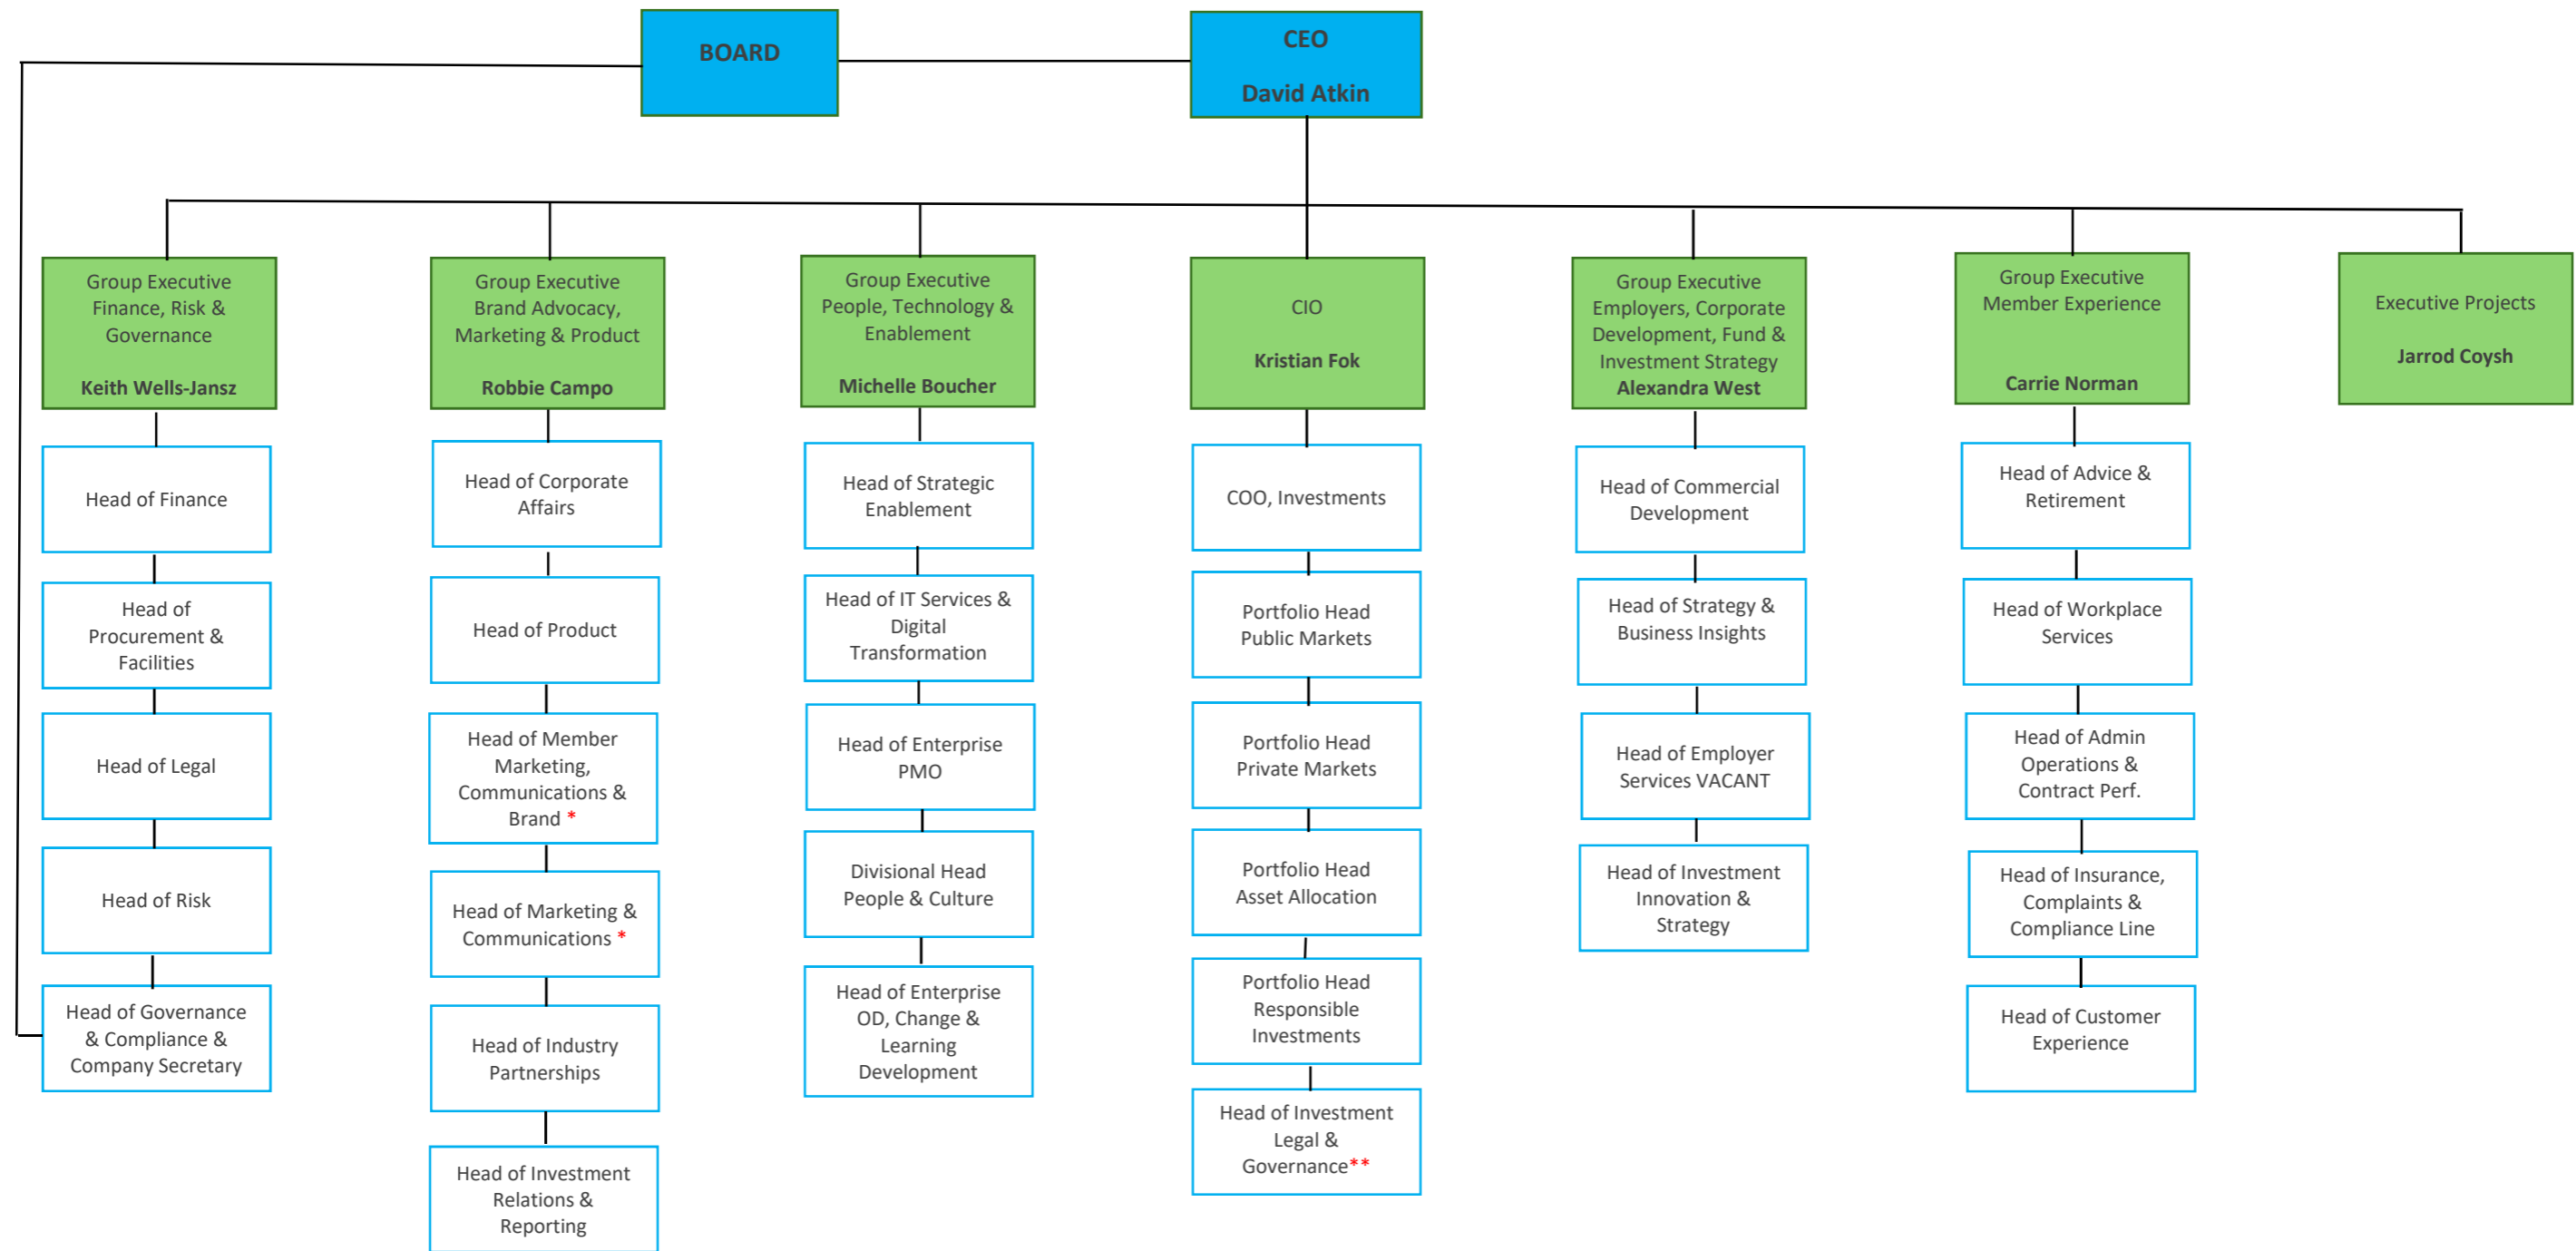 BOARD
CEO
David Atkin
Group Executive
Finance, Risk &
Governance
Keith Wells-Jansz
Group Executive
Brand Advocacy,
Marketing & Product
Robbie Campo
Group Executive
People, Technology &
Enablement
Michelle Boucher
CIO
Kristian Fok
Group Executive
Employers, Corporate
Development, Fund &
Investment Strategy
Alexandra West
Group Executive
Member Experience
Carrie Norman
Executive Projects
Jarrod Coysh
Head of Finance
Head of
Procurement &
Facilities
Head of Legal
Head of Risk
Head of Governance
& Compliance &
Company Secretary
Head of Corporate
Affairs
Head of Product
Head of Member
Marketing,
Communications &
Brand *
Head of Marketing &
Communications *
Head of Industry
Partnerships
Head of Investment
Relations &
Reporting
Head of Strategic
Enablement
Head of IT Services &
Digital
Transformation
Head of Enterprise
PMO
Divisional Head
People & Culture
Head of Enterprise
OD, Change &
Learning
Development
COO, Investments
Portfolio Head
Public Markets
Portfolio Head
Private Markets
Portfolio Head
Asset Allocation
Portfolio Head
Responsible
Investments
Head of Investment
Legal &
Governance**
Head of Commercial
Development
Head of Strategy &
Business Insights
Head of Employer
Services VACANT
Head of Investment
Innovation &
Strategy
Head of Advice &
Retirement
Head of Workplace
Services
Head of Admin
Operations &
Contract Perf.
Head of Insurance,
Complaints &
Compliance Line
Head of Customer
Experience